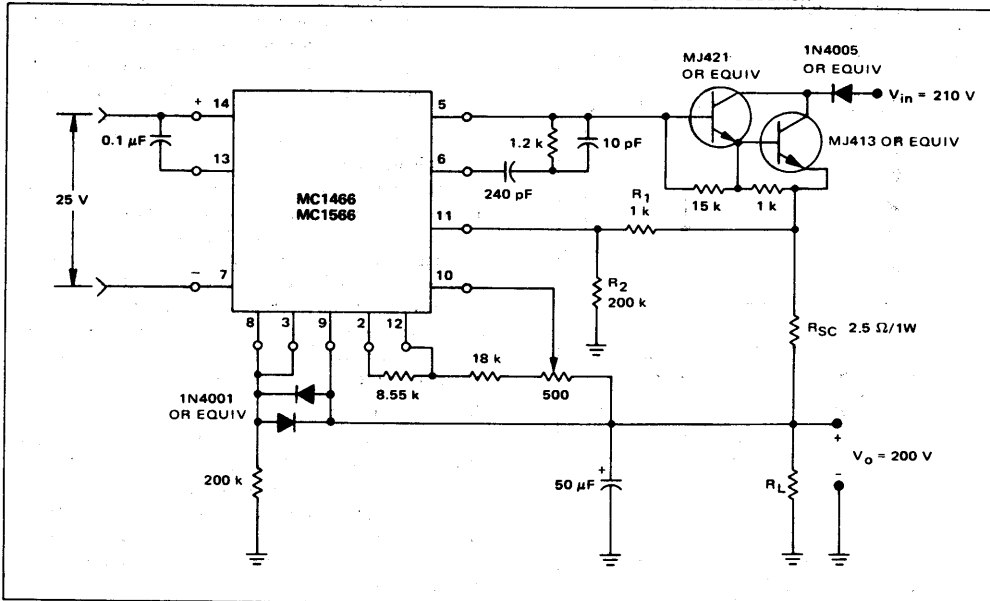 MJ421
OR EQUIV
1N4005
OR EQUIV
Vin = 210 V
MJ413 OR EQUIV
14
+
0.1 μF
13
25 V
7
−
MC1466
MC1566
5
1.2 k
10 pF
6
240 pF
11
10
15 k
1 k
R1
1 k
R2
200 k
RSC 2.5 Ω/1W
8
3
9
2
12
18 k
8.55 k
500
1N4001
OR EQUIV
200 k
+
50 μF
RL
+
Vo = 200 V
−